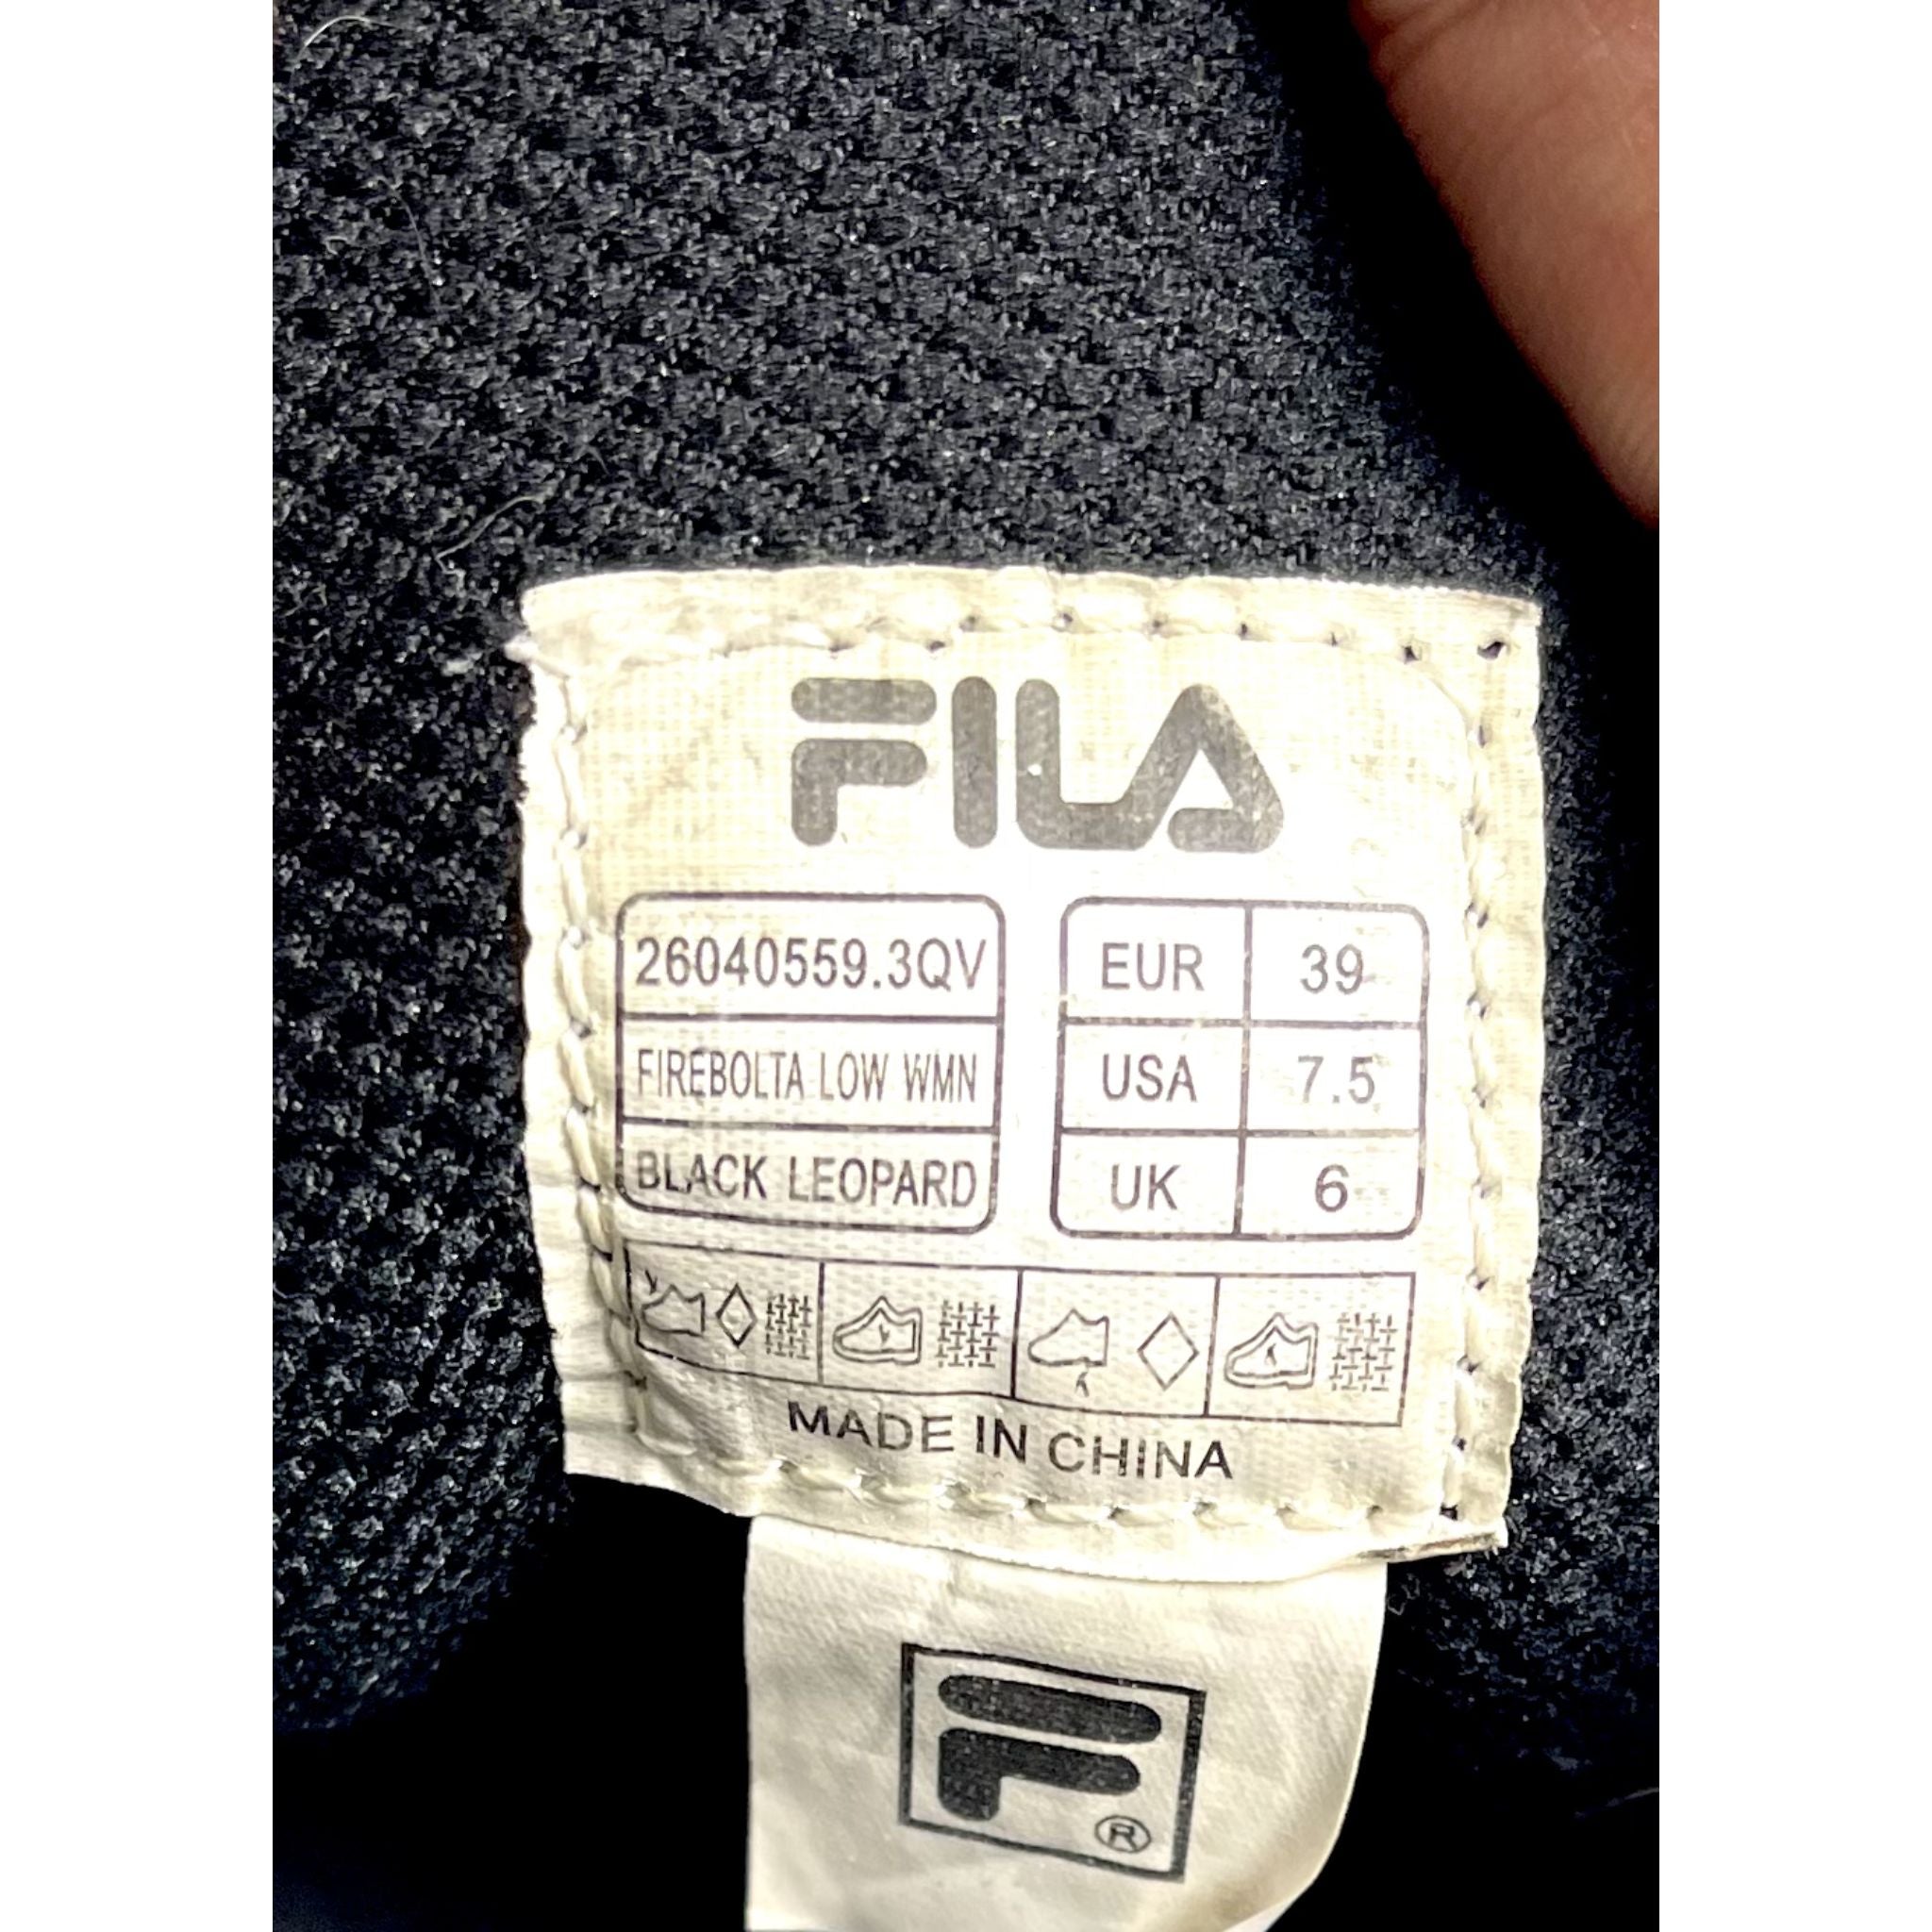 FILA
26040559.3QV
FIREBOLTA LOW WMN
BLACK LEOPARD
EUR 39
USA 7.5
UK 6
MADE IN CHINA
F
®